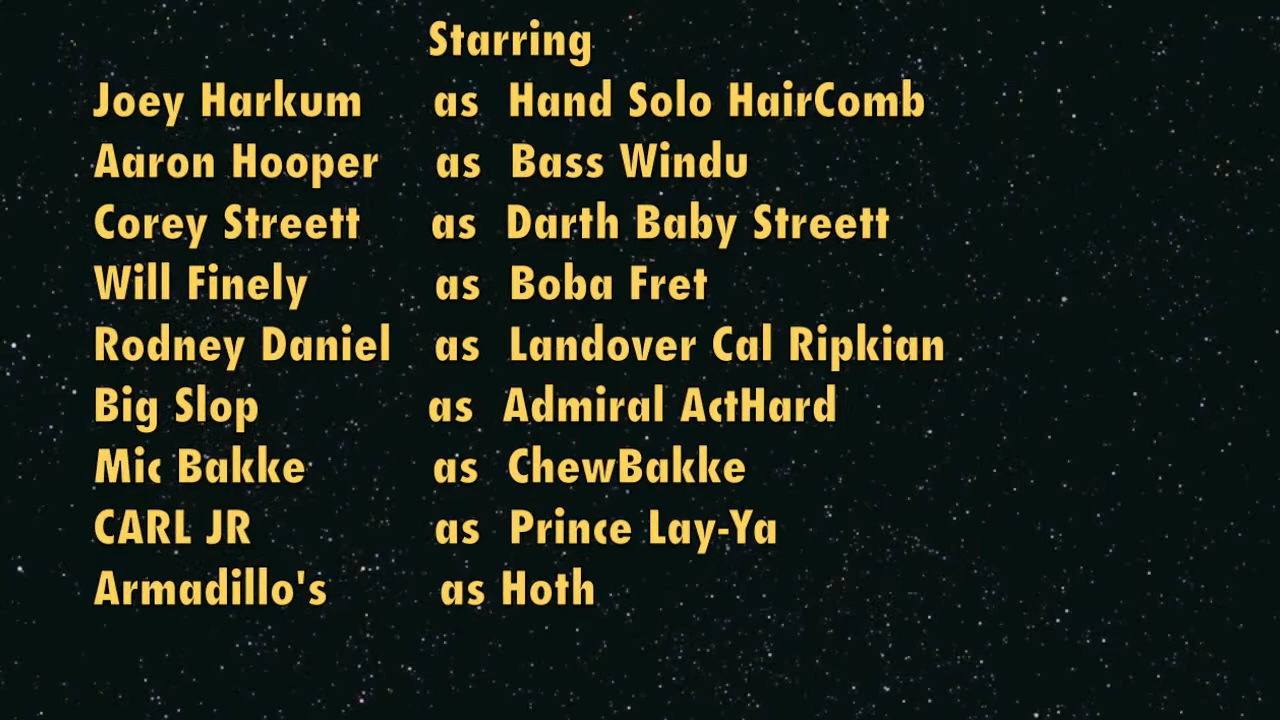 Starring
Joey Harkum as Hand Solo HairComb
Aaron Hooper as Bass Windu
Corey Streett as Darth Baby Streett
Will Finely as Boba Fret
Rodney Daniel as Landover Cal Ripkian
Big Slop as Admiral ActHard
Mic Bakke as ChewBakke
CARL JR as Prince Lay-Ya
Armadillo's as Hoth